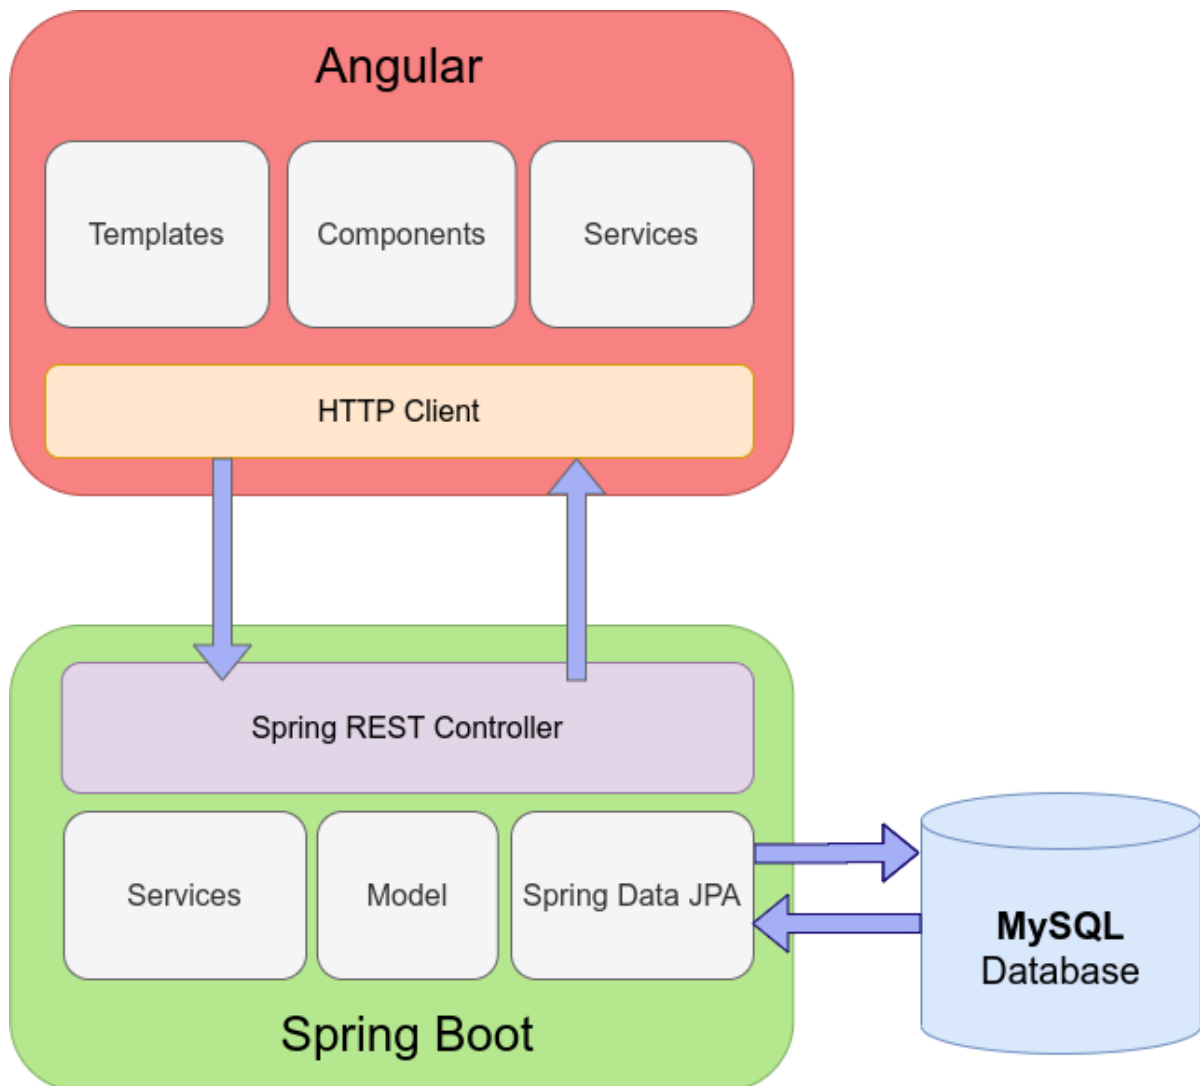 Angular
Templates
Components
Services
HTTP Client
Spring REST Controller
Services
Model
Spring Data JPA
MySQL
Database
Spring Boot